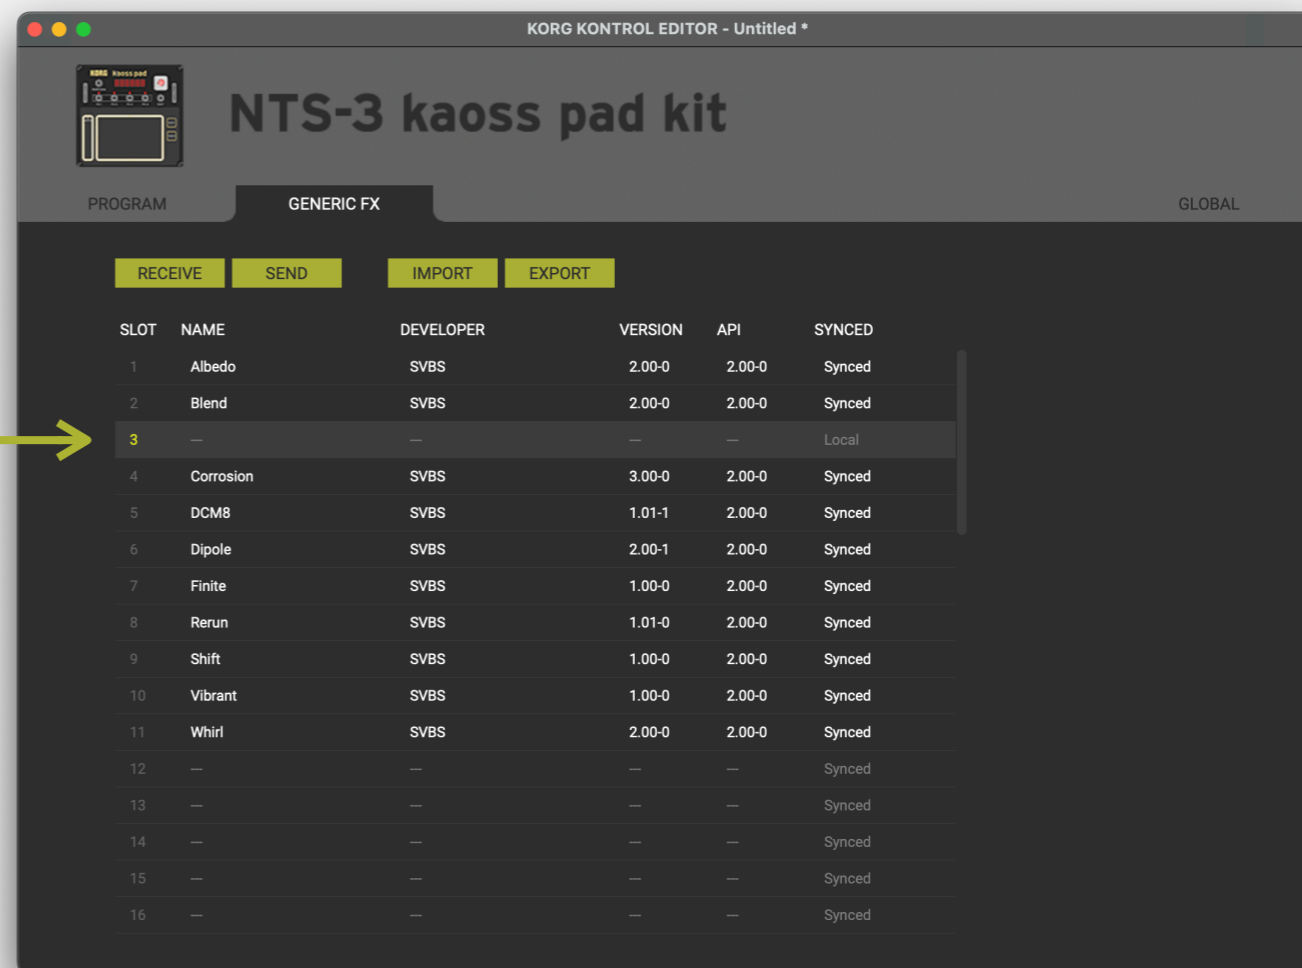 KORG KONTROL EDITOR - Untitled *
KORG kaoss pad
NTS-3 kaoss pad kit
PROGRAM GENERIC FX GLOBAL
RECEIVE SEND IMPORT EXPORT
SLOT NAME DEVELOPER VERSION API SYNCED
1 Albedo SVBS 2.00-0 2.00-0 Synced
2 Blend SVBS 2.00-0 2.00-0 Synced
3 — — — — Local
4 Corrosion SVBS 3.00-0 2.00-0 Synced
5 DCM8 SVBS 1.01-1 2.00-0 Synced
6 Dipole SVBS 2.00-1 2.00-0 Synced
7 Finite SVBS 1.00-0 2.00-0 Synced
8 Rerun SVBS 1.01-0 2.00-0 Synced
9 Shift SVBS 1.00-0 2.00-0 Synced
10 Vibrant SVBS 1.00-0 2.00-0 Synced
11 Whirl SVBS 2.00-0 2.00-0 Synced
12 — — — — Synced
13 — — — — Synced
14 — — — — Synced
15 — — — — Synced
16 — — — — Synced